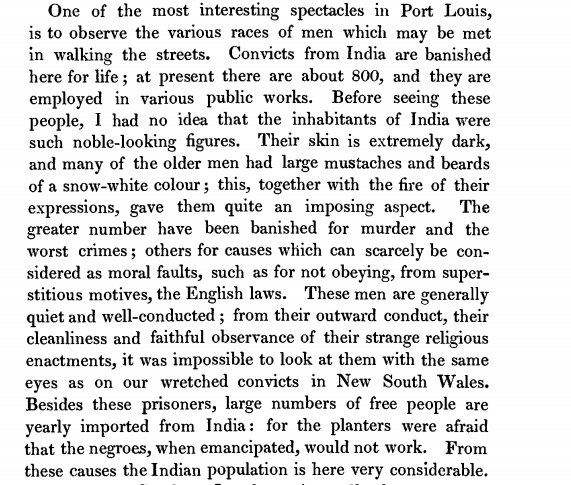 One of the most interesting spectacles in Port Louis,
is to observe the various races of men which may be met
in walking the streets. Convicts from India are banished
here for life; at present there are about 800, and they are
employed in various public works. Before seeing these
people, I had no idea that the inhabitants of India were
such noble-looking figures. Their skin is extremely dark,
and many of the older men had large mustaches and beards
of a snow-white colour; this, together with the fire of their
expressions, gave them quite an imposing aspect. The
greater number have been banished for murder and the
worst crimes; others for causes which can scarcely be con-
sidered as moral faults, such as for not obeying, from super-
stitious motives, the English laws. These men are generally
quiet and well-conducted; from their outward conduct, their
cleanliness and faithful observance of their strange religious
enactments, it was impossible to look at them with the same
eyes as on our wretched convicts in New South Wales.
Besides these prisoners, large numbers of free people are
yearly imported from India: for the planters were afraid
that the negroes, when emancipated, would not work. From
these causes the Indian population is here very considerable.